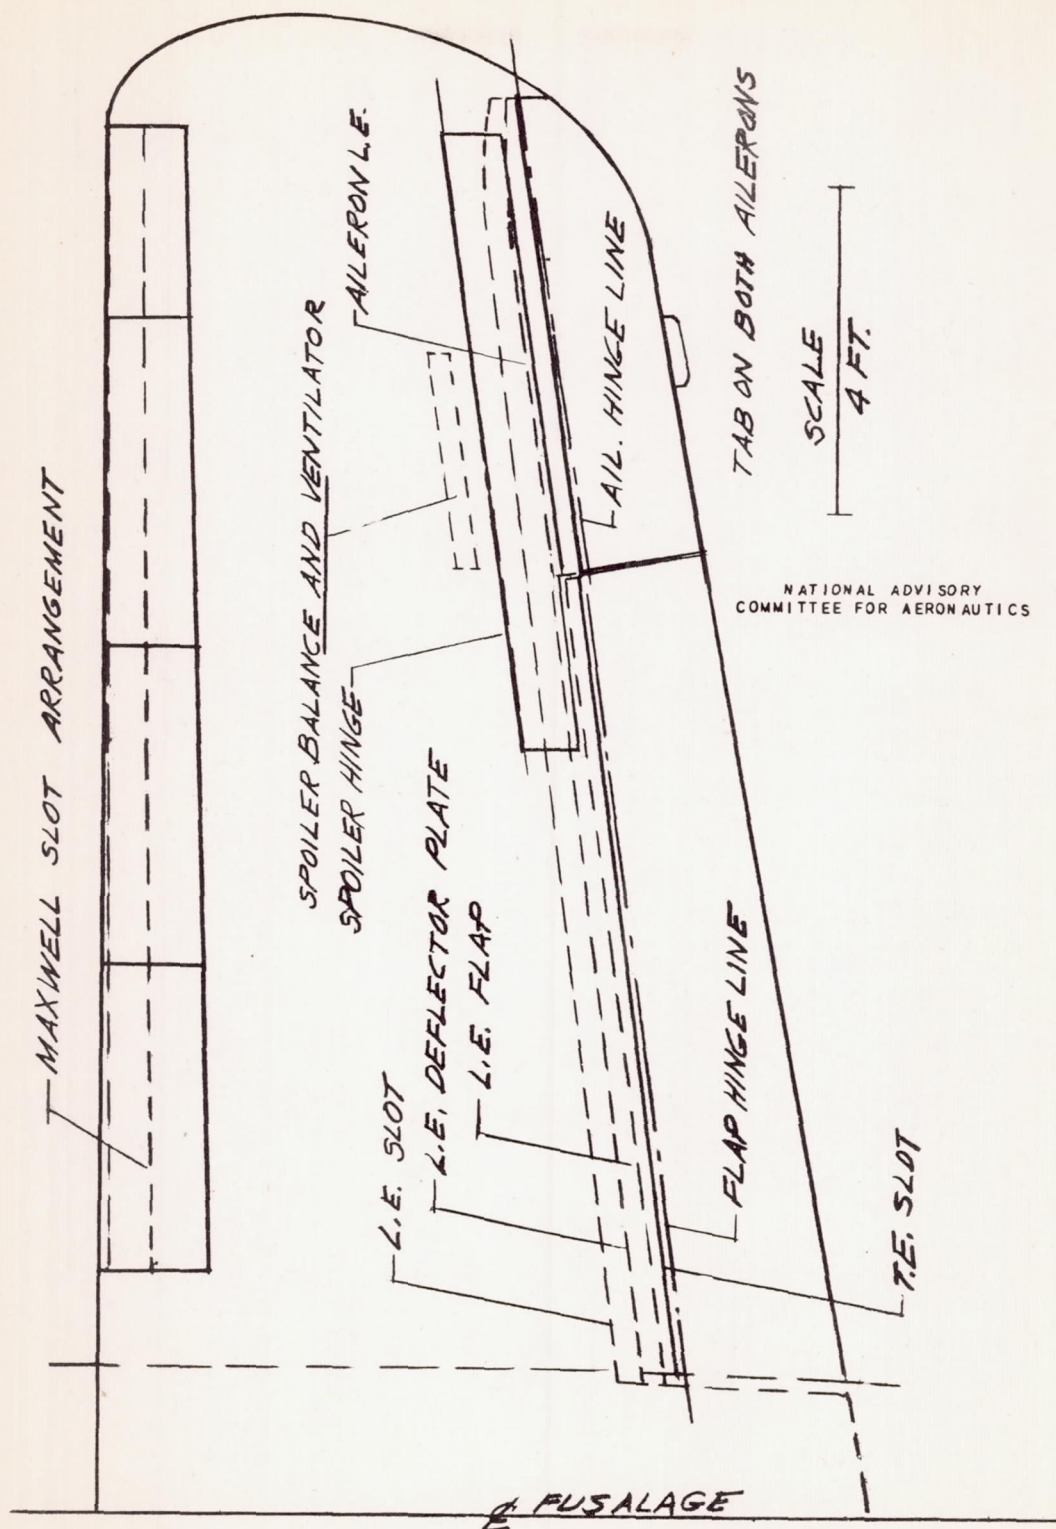 MAXWELL SLOT ARRANGEMENT
SPOILER BALANCE AND VENTILATOR
SPOILER HINGE
AILERON L.E.
AIL. HINGE LINE
TAB ON BOTH AILERONS
SCALE
4 FT.
NATIONAL ADVISORY
COMMITTEE FOR AERONAUTICS
L.E. SLOT
L.E. DEFLECTOR PLATE
L.E. FLAP
FLAP HINGE LINE
T.E. SLOT
℄ FUSALAGE